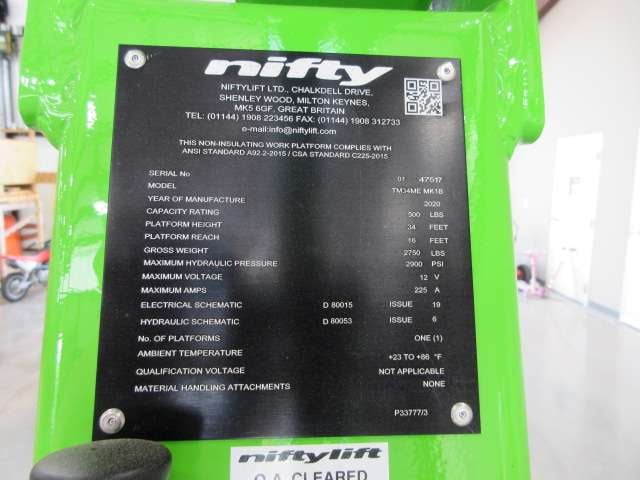 nifty
NIFTYLIFT LTD., CHALKDELL DRIVE,
SHENLEY WOOD, MILTON KEYNES,
MK5 6GF, GREAT BRITAIN
TEL: (01144) 1908 223456 FAX: (01144) 1908 312733
e-mail:info@niftylift.com
THIS NON-INSULATING WORK PLATFORM COMPLIES WITH
ANSI STANDARD A92.2-2015 / CSA STANDARD C225-2015
SERIAL No 01 47517
MODEL TM34ME MK1B
YEAR OF MANUFACTURE 2020
CAPACITY RATING 500 LBS
PLATFORM HEIGHT 34 FEET
PLATFORM REACH 16 FEET
GROSS WEIGHT 2750 LBS
MAXIMUM HYDRAULIC PRESSURE 2900 PSI
MAXIMUM VOLTAGE 12 V
MAXIMUM AMPS 225 A
ELECTRICAL SCHEMATIC D 80015 ISSUE 19
HYDRAULIC SCHEMATIC D 80053 ISSUE 6
No. OF PLATFORMS ONE (1)
AMBIENT TEMPERATURE +23 TO +86 °F
QUALIFICATION VOLTAGE NOT APPLICABLE
MATERIAL HANDLING ATTACHMENTS NONE
P33777/3
niftylift
Q.A. CLEARED